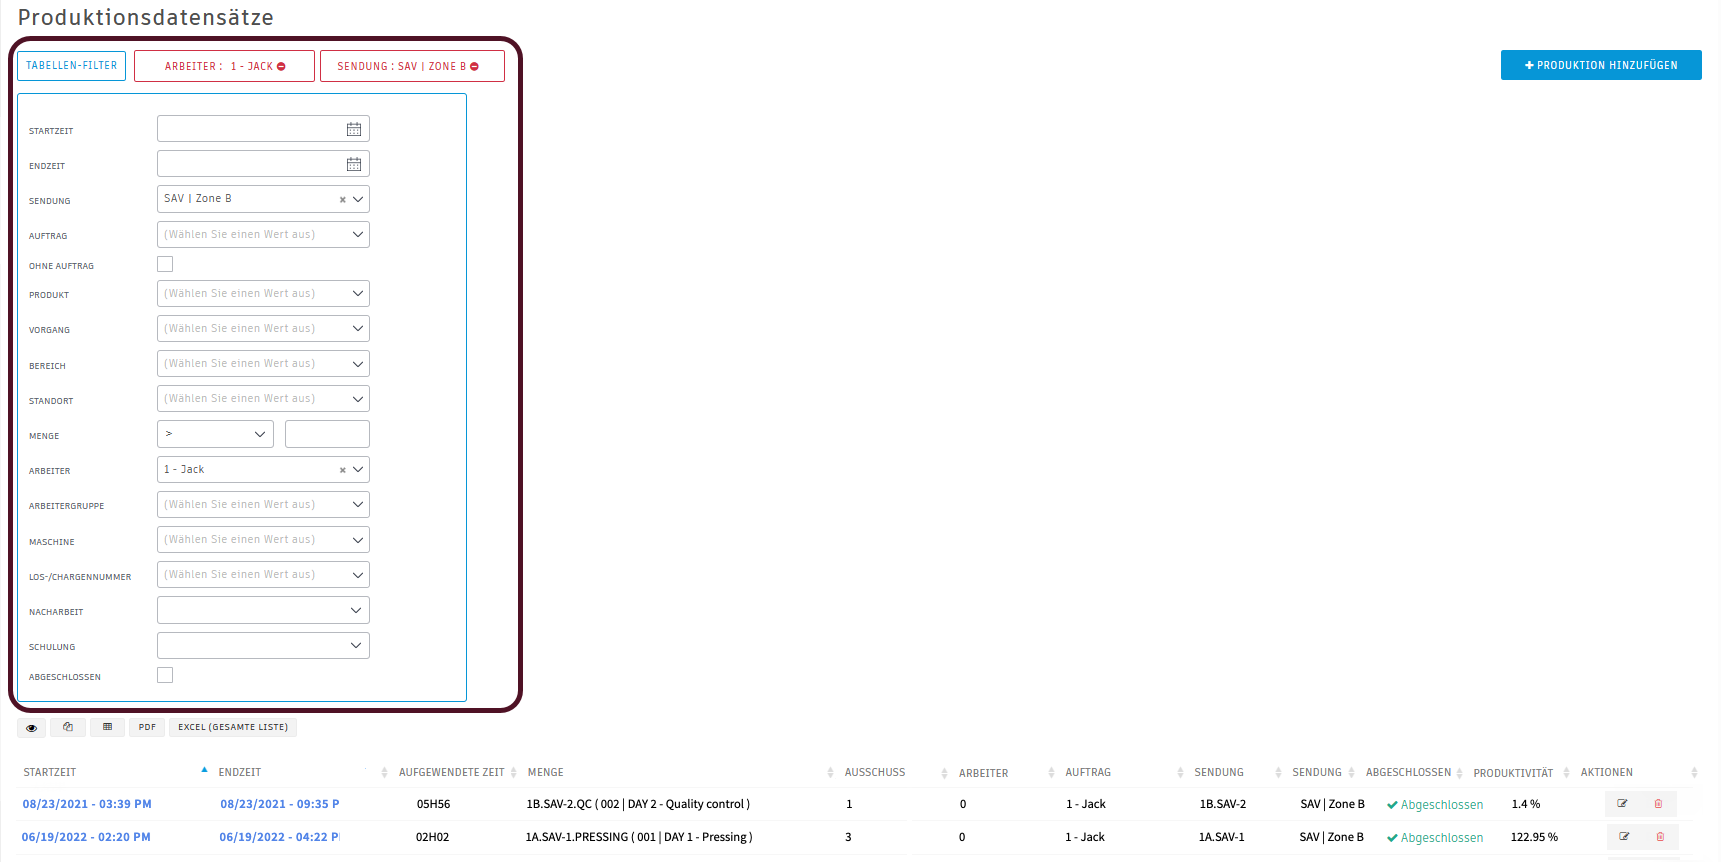 Produktionsdatensätze
TABELLEN-FILTER ARBEITER : 1 - JACK SENDUNG : SAV | ZONE B PRODUKTION HINZUFÜGEN
STARTZEIT
ENDZEIT
SENDUNG SAV | Zone B
AUFTRAG (Wählen Sie einen Wert aus)
OHNE AUFTRAG
PRODUKT (Wählen Sie einen Wert aus)
VORGANG (Wählen Sie einen Wert aus)
BEREICH (Wählen Sie einen Wert aus)
STANDORT (Wählen Sie einen Wert aus)
MENGE >
ARBEITER 1 - Jack
ARBEITERGRUPPE (Wählen Sie einen Wert aus)
MASCHINE (Wählen Sie einen Wert aus)
LOS-/CHARGENNUMMER (Wählen Sie einen Wert aus)
NACHARBEIT
SCHULUNG
ABGESCHLOSSEN
PDF EXCEL (GESAMTE LISTE)
STARTZEIT ENDZEIT AUFGEWENDETE ZEIT MENGE AUSSCHUSS ARBEITER AUFTRAG SENDUNG SENDUNG ABGESCHLOSSEN PRODUKTIVITÄT AKTIONEN
08/23/2021 - 03:39 PM 08/23/2021 - 09:35 P 05H56 1B.SAV-2.QC ( 002 | DAY 2 - Quality control ) 1 0 1 - Jack 1B.SAV-2 SAV | Zone B Abgeschlossen 1.4 %
06/19/2022 - 02:20 PM 06/19/2022 - 04:22 P 02H02 1A.SAV-1.PRESSING ( 001 | DAY 1 - Pressing ) 3 0 1 - Jack 1A.SAV-1 SAV | Zone B Abgeschlossen 122.95 %